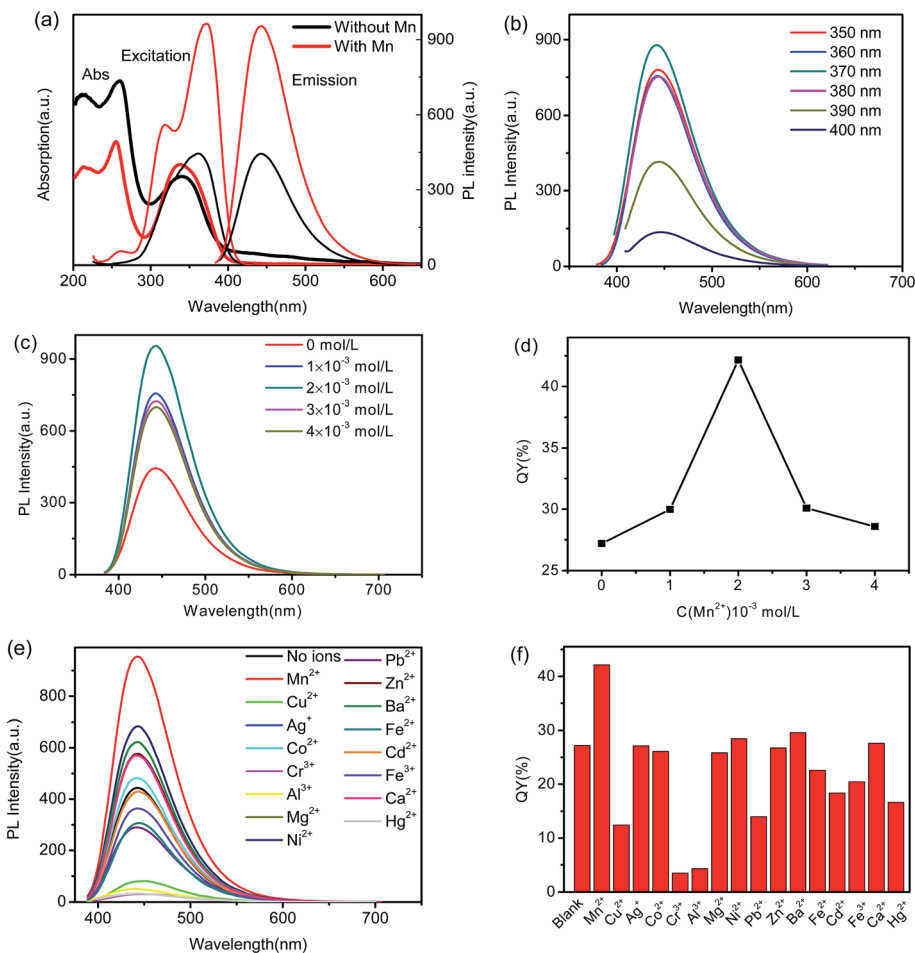 (a)
Without Mn
With Mn
Excitation
Abs
Emission
Absorption(a.u.)
PL intensity(a.u.)
900
600
300
0
200 300 400 500 600
Wavelength(nm)
(b)
350 nm
360 nm
370 nm
380 nm
390 nm
400 nm
PL Intensity(a.u.)
900
600
300
0
400 500 600 700
Wavelength(nm)
(c)
0 mol/L
1×10⁻³ mol/L
2×10⁻³ mol/L
3×10⁻³ mol/L
4×10⁻³ mol/L
PL Intensity(a.u.)
900
600
300
0
400 500 600 700
Wavelength(nm)
(d)
QY(%)
45
40
35
30
25
0 1 2 3 4
C(Mn²⁺)10⁻³ mol/L
(e)
No ions
Mn²⁺
Cu²⁺
Ag⁺
Co²⁺
Cr³⁺
Al³⁺
Mg²⁺
Ni²⁺
Pb²⁺
Zn²⁺
Ba²⁺
Fe²⁺
Cd²⁺
Fe³⁺
Ca²⁺
Hg²⁺
PL Intensity(a.u.)
800
600
400
200
0
400 500 600 700
Wavelength(nm)
(f)
QY(%)
40
30
20
10
0
Blank
Mn²⁺
Cu²⁺
Ag⁺
Co²⁺
Cr³⁺
Al³⁺
Mg²⁺
Ni²⁺
Pb²⁺
Zn²⁺
Ba²⁺
Fe²⁺
Cd²⁺
Fe³⁺
Ca²⁺
Hg²⁺